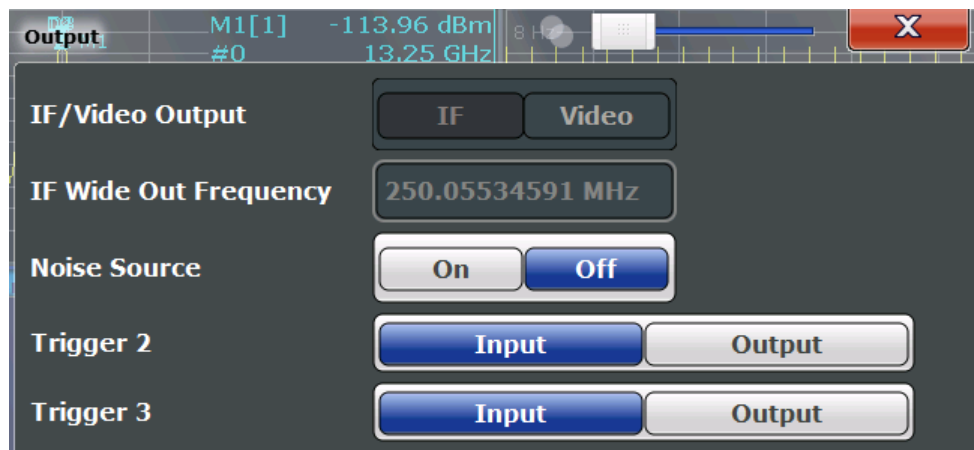 Output M1[1] -113.96 dBm
#0 13.25 GHz
X
IF/Video Output IF Video
IF Wide Out Frequency 250.05534591 MHz
Noise Source On Off
Trigger 2 Input Output
Trigger 3 Input Output